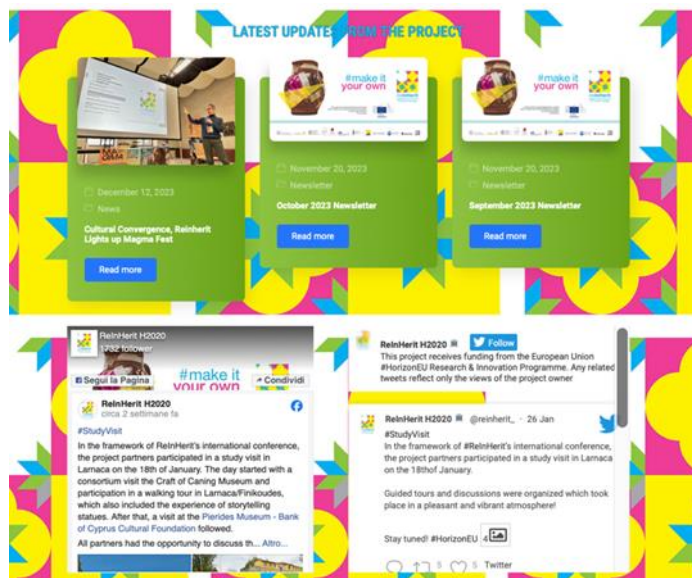 LATEST UPDATES FROM THE PROJECT
#make it
your own
#make it
your own
December 12, 2023
News
Cultural Convergence, Reinherit
Lights up Magma Fest
Read more
November 20, 2023
Newsletter
October 2023 Newsletter
Read more
November 20, 2023
Newsletter
September 2023 Newsletter
Read more
ReInHerit H2020
1732 follower
#make it
your own
Segui la Pagina
Condividi
ReInHerit H2020
circa 2 settimane fa
#StudyVisit
In the framework of ReInHerit's international conference,
the project partners participated in a study visit in
Larnaca on the 18th of January. The day started with a
consortium visit the Craft of Caning Museum and
participation in a walking tour in Larnaca/Finikoudes,
which also included the experience of storytelling
statues. After that, a visit at the Pierides Museum - Bank
of Cyprus Cultural Foundation followed.
All partners had the opportunity to discuss th... Altro...
ReInHerit H2020 Follow
This project receives funding from the European Union
#HorizonEU Research & Innovation Programme. Any related
tweets reflect only the views of the project owner
ReInHerit H2020 @reinherit_ · 26 Jan
#StudyVisit
In the framework of #ReInHerit's international conference,
the project partners participated in a study visit in Larnaca
on the 18thof January.
Guided tours and discussions were organized which took
place in a pleasant and vibrant atmosphere!
Stay tuned! #HorizonEU 4
5 5 Twitter